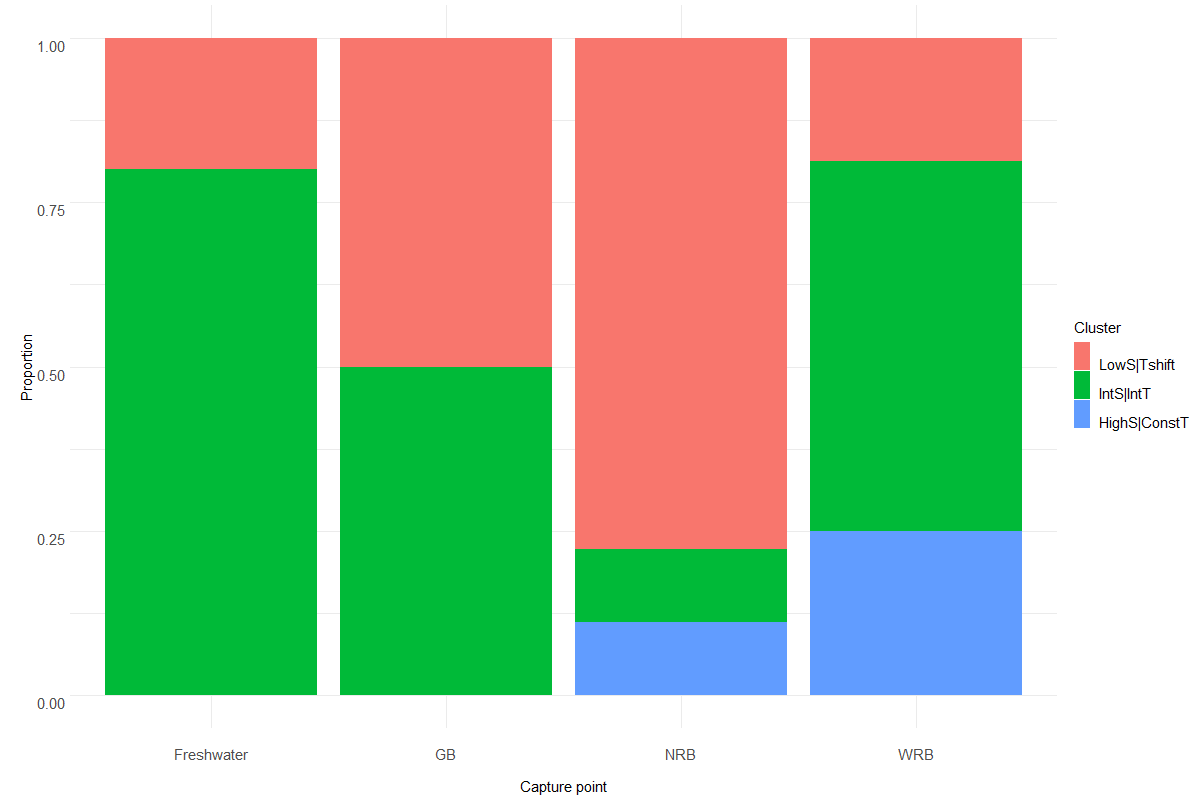 1.00
0.75
0.50
0.25
0.00
Proportion
Freshwater GB NRB WRB
Capture point
Cluster
LowS|Tshift
IntS|IntT
HighS|ConstT